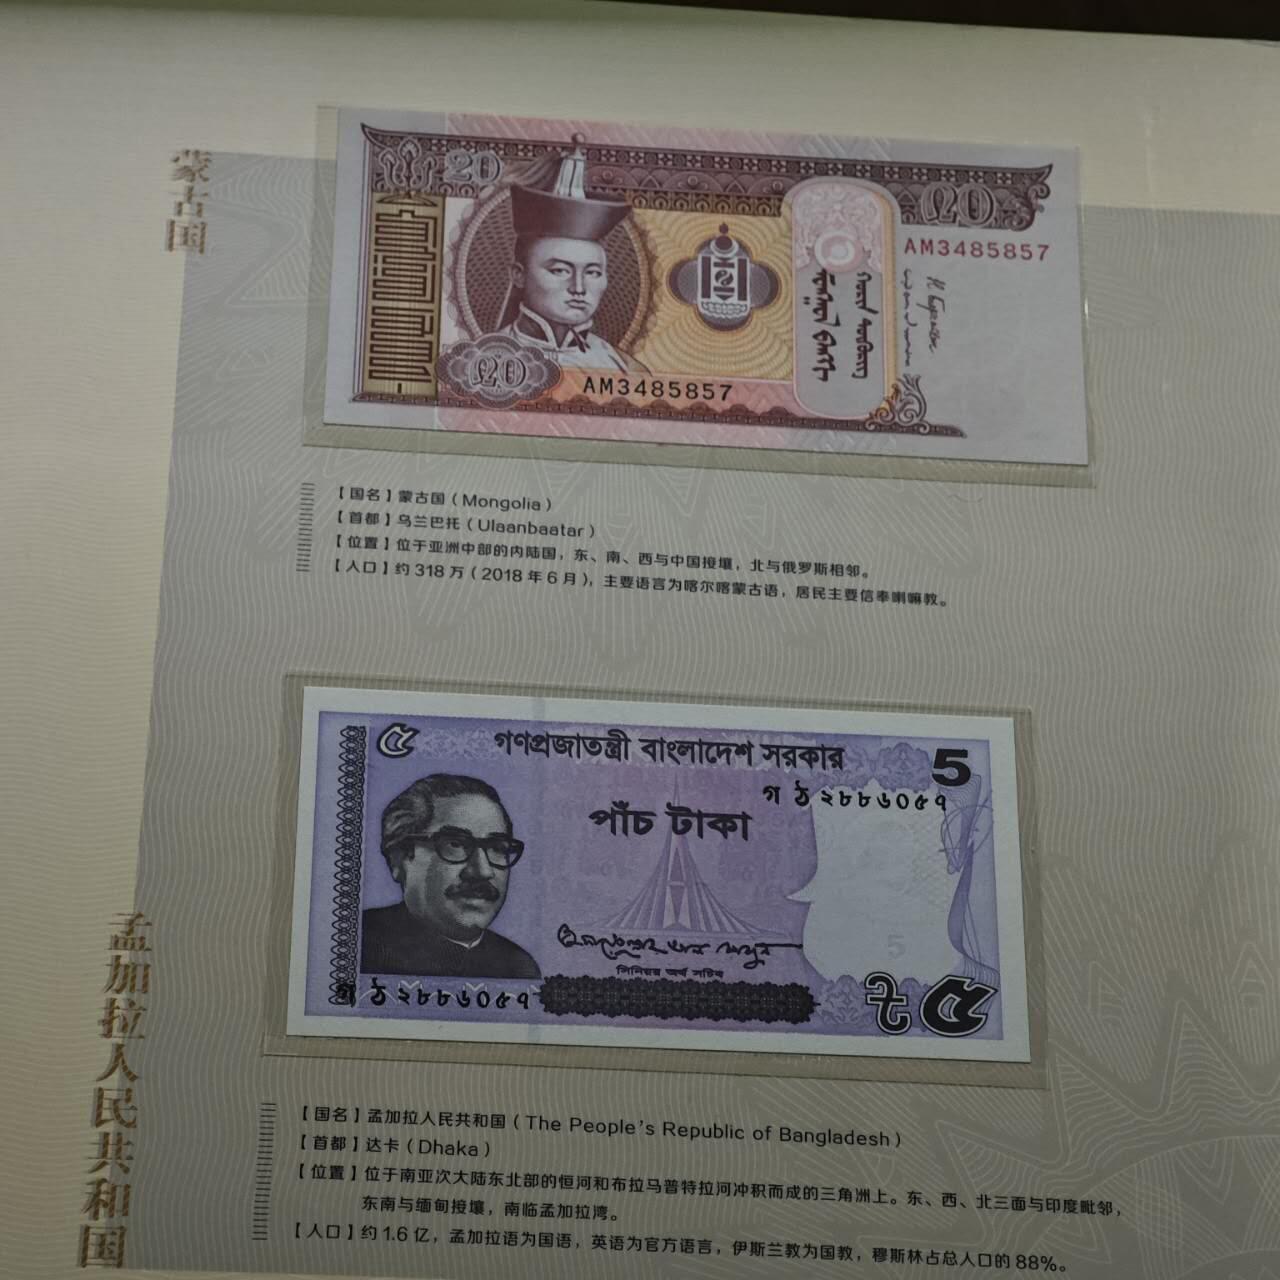 蒙古国
20
20
AM3485857
20
AM3485857
【国名】蒙古国（Mongolia）
【首都】乌兰巴托（Ulaanbaatar）
【位置】位于亚洲中部的内陆国，东、南、西与中国接壤，北与俄罗斯相邻。
【人口】约318万（2018年6月），主要语言为喀尔喀蒙古语，居民主要信奉喇嘛教。
孟加拉人民共和国
৫
গণপ্রজাতন্ত্রী বাংলাদেশ সরকার
5
গ ঠ ২৮৮৬০৫৭
পাঁচ টাকা
5
সিনিয়র অর্থ সচিব
গ ঠ ২৮৮৬০৫৭
৳৫
【国名】孟加拉人民共和国（The People's Republic of Bangladesh）
【首都】达卡（Dhaka）
【位置】位于南亚次大陆东北部的恒河和布拉马普特拉河冲积而成的三角洲上。东、西、北三面与印度毗邻，
东南与缅甸接壤，南临孟加拉湾。
【人口】约1.6亿，孟加拉语为国语，英语为官方语言，伊斯兰教为国教，穆斯林占总人口的88%。